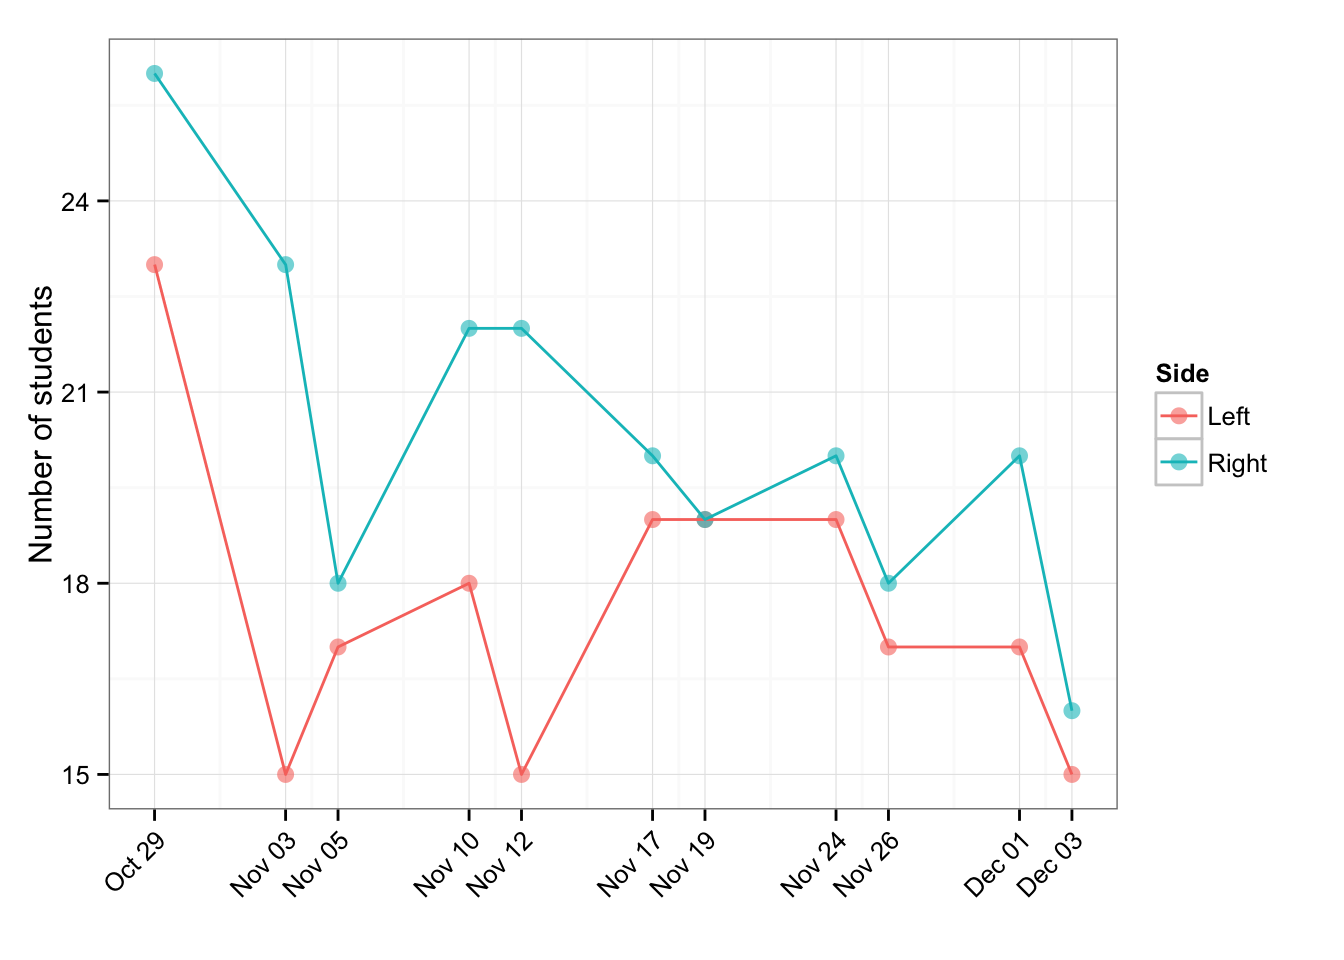 Number of students
24
21
18
15
Oct 29
Nov 03
Nov 05
Nov 10
Nov 12
Nov 17
Nov 19
Nov 24
Nov 26
Dec 01
Dec 03
Side
Left
Right